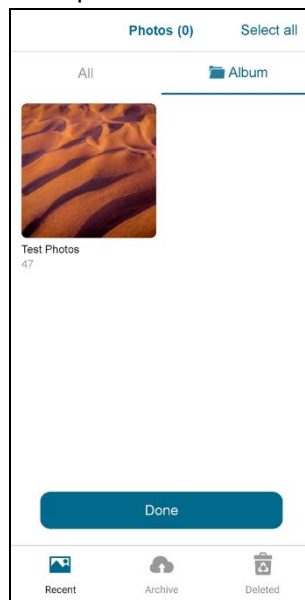 Photos (0) Select all
All Album
Test Photos
47
Done
Recent Archive Deleted